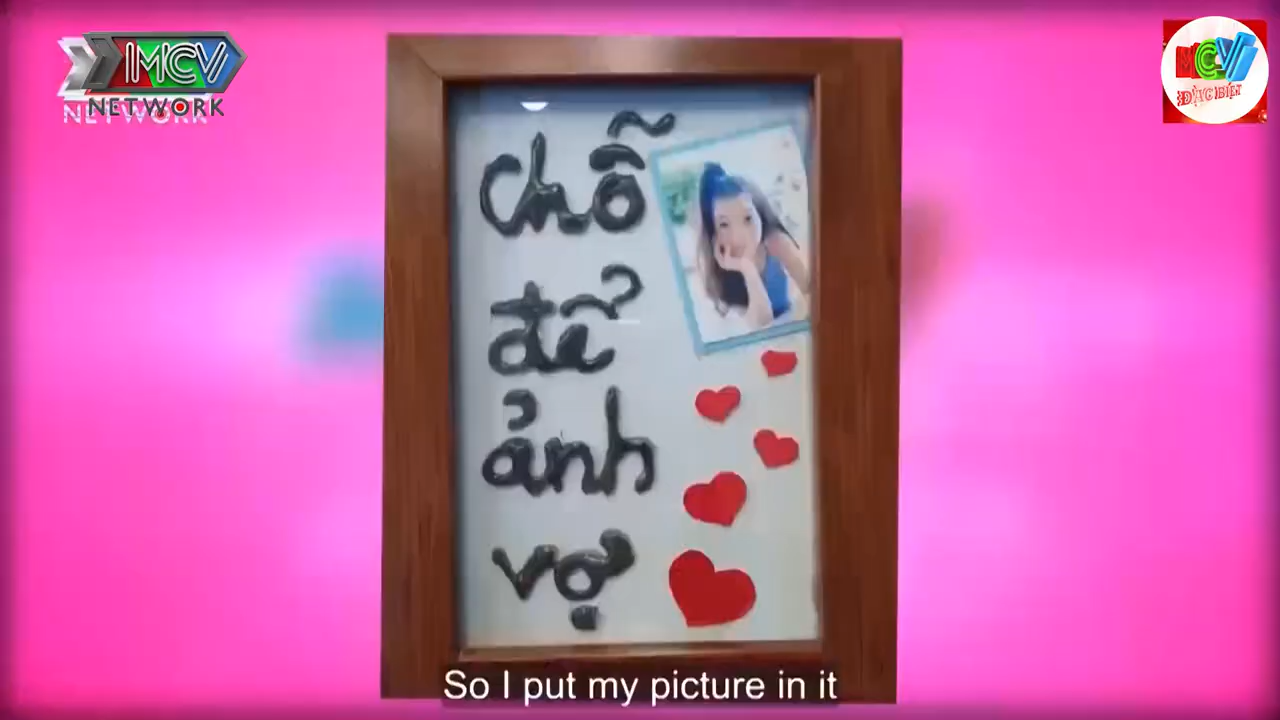 MCV
NETWORK
MCV
ĐẶC BIỆT
Chỗ
để
ảnh
vợ
So I put my picture in it